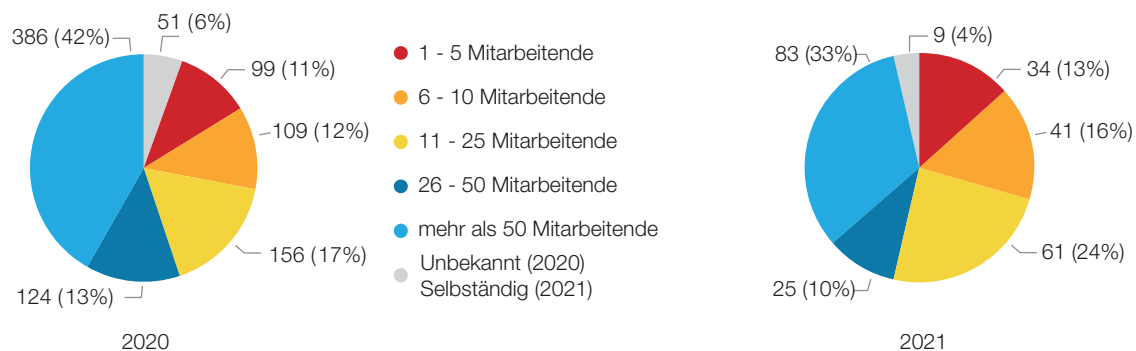 51 (6%)
386 (42%)
99 (11%)
109 (12%)
156 (17%)
124 (13%)
2020
1 - 5 Mitarbeitende
6 - 10 Mitarbeitende
11 - 25 Mitarbeitende
26 - 50 Mitarbeitende
mehr als 50 Mitarbeitende
Unbekannt (2020)
Selbständig (2021)
9 (4%)
83 (33%)
34 (13%)
41 (16%)
61 (24%)
25 (10%)
2021